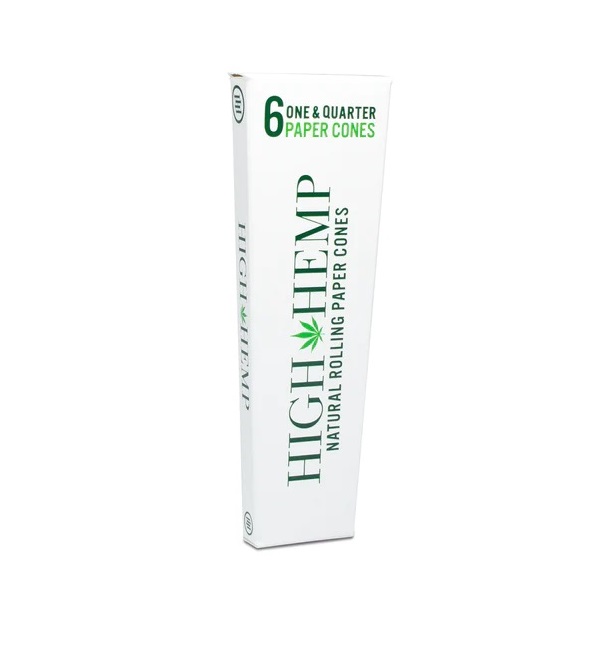 6 ONE & QUARTER
PAPER CONES
HIGH HEMP
NATURAL ROLLING PAPER CONES
HIGH HEMP